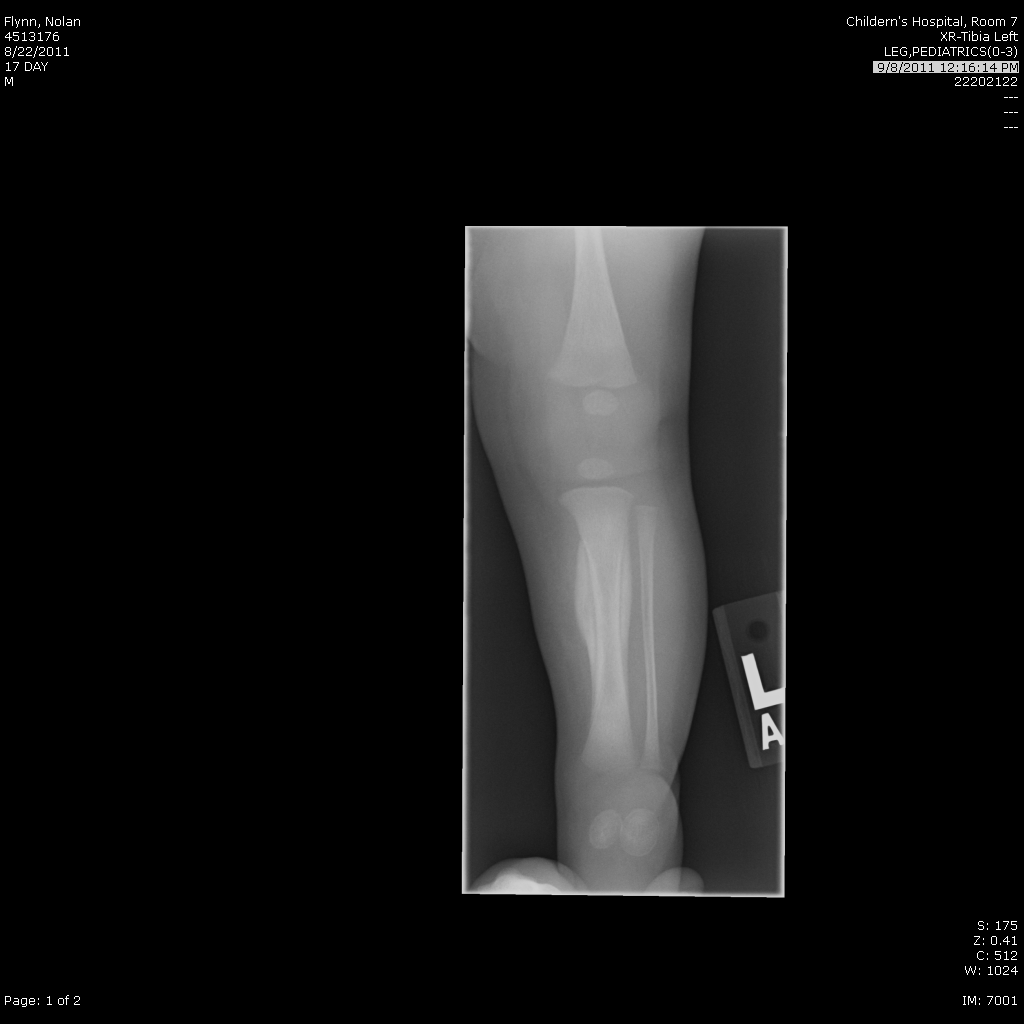 Flynn, Nolan
4513176
8/22/2011
17 DAY
M
Childern's Hospital, Room 7
XR-Tibia Left
LEG,PEDIATRICS(0-3)
9/8/2011 12:16:14 PM
22202122
---
---
---
L
A
S: 175
Z: 0.41
C: 512
W: 1024
Page: 1 of 2
IM: 7001